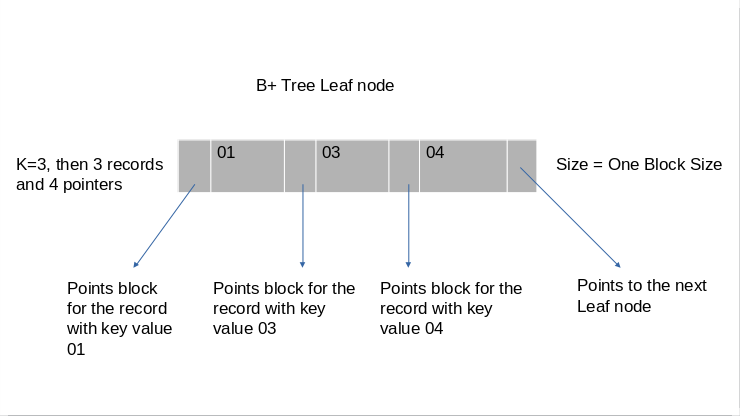 B+ Tree Leaf node
K=3, then 3 records
and 4 pointers
01
03
04
Size = One Block Size
Points block
for the record
with key value
01
Points block for the
record with key
value 03
Points block for the
record with key
value 04
Points to the next
Leaf node